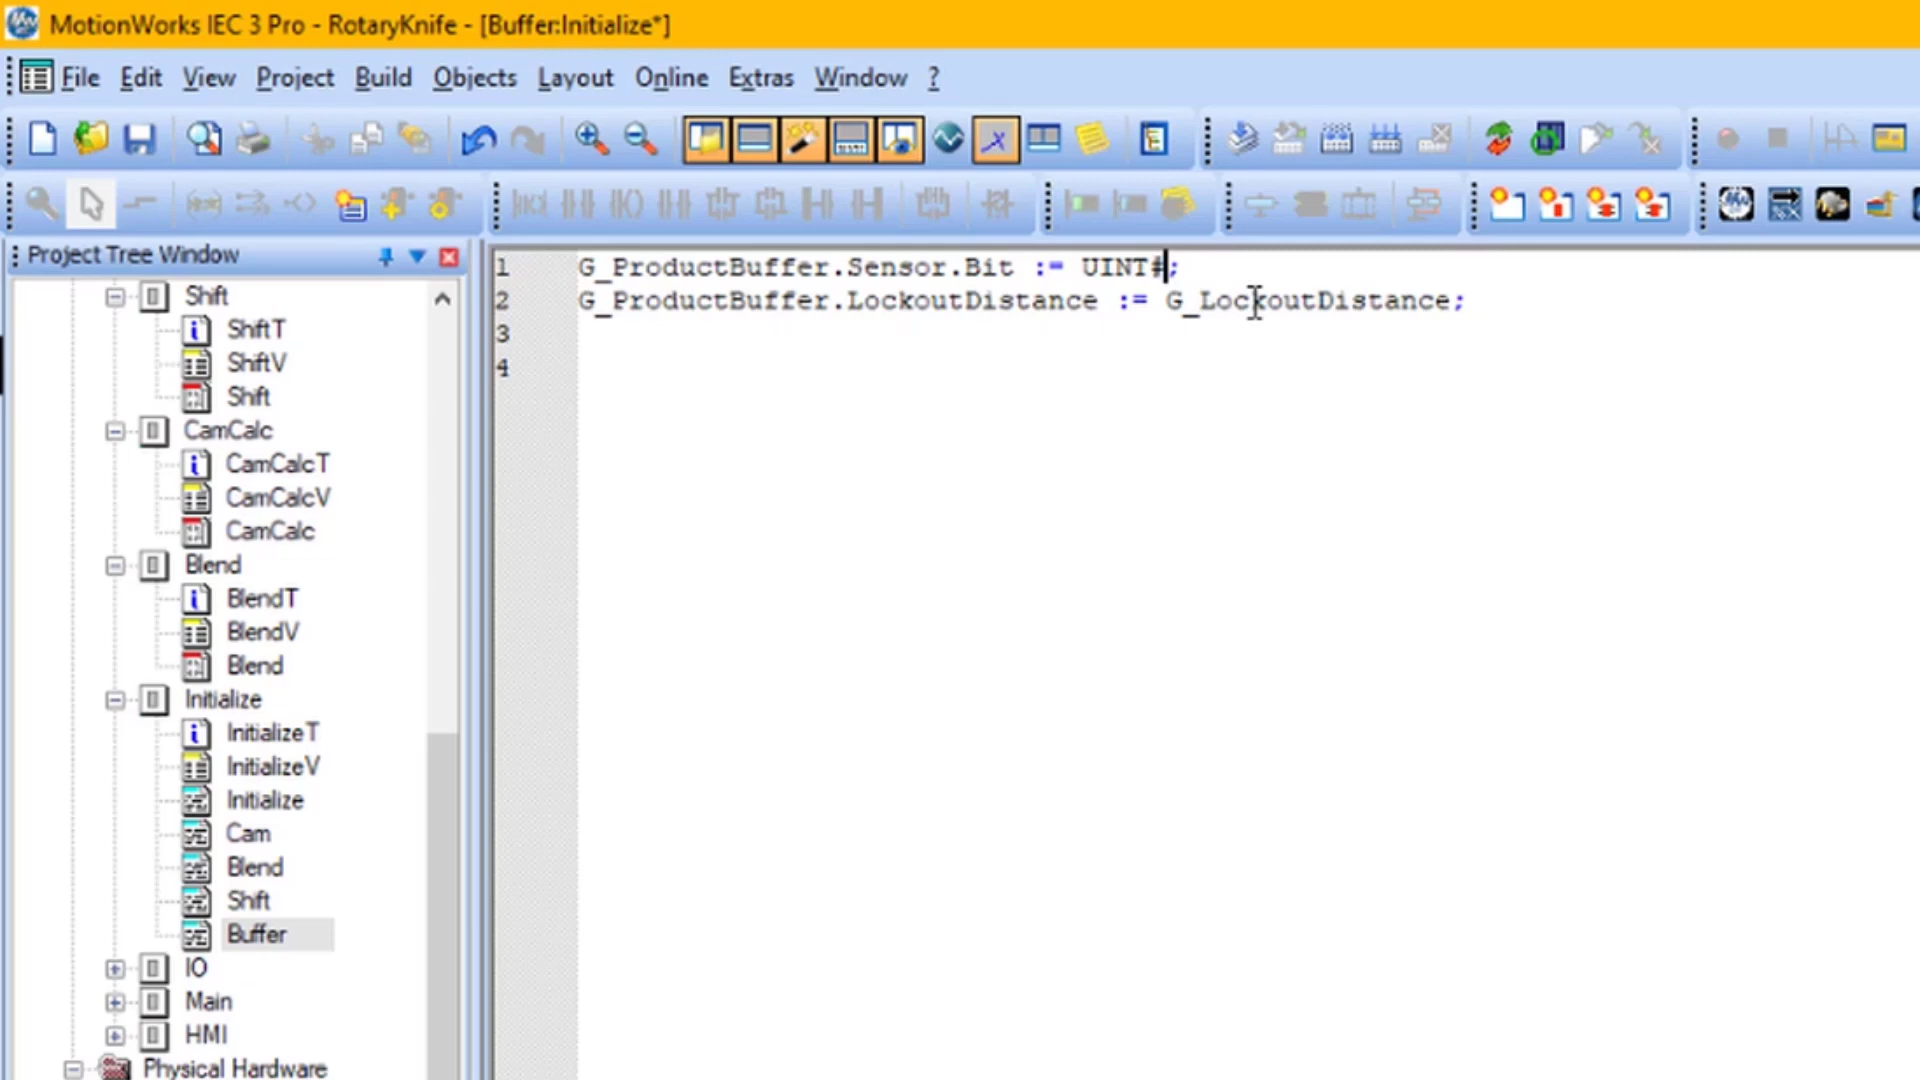 MotionWorks IEC 3 Pro - RotaryKnife - [Buffer:Initialize*]
File Edit View Project Build Objects Layout Online Extras Window ?
Project Tree Window
Shift
ShiftT
ShiftV
Shift
CamCalc
CamCalcT
CamCalcV
CamCalc
Blend
BlendT
BlendV
Blend
Initialize
InitializeT
InitializeV
Initialize
Cam
Blend
Shift
Buffer
IO
Main
HMI
Physical Hardware
1 G_ProductBuffer.Sensor.Bit := UINT#;
2 G_ProductBuffer.LockoutDistance := G_LockoutDistance;
3
4